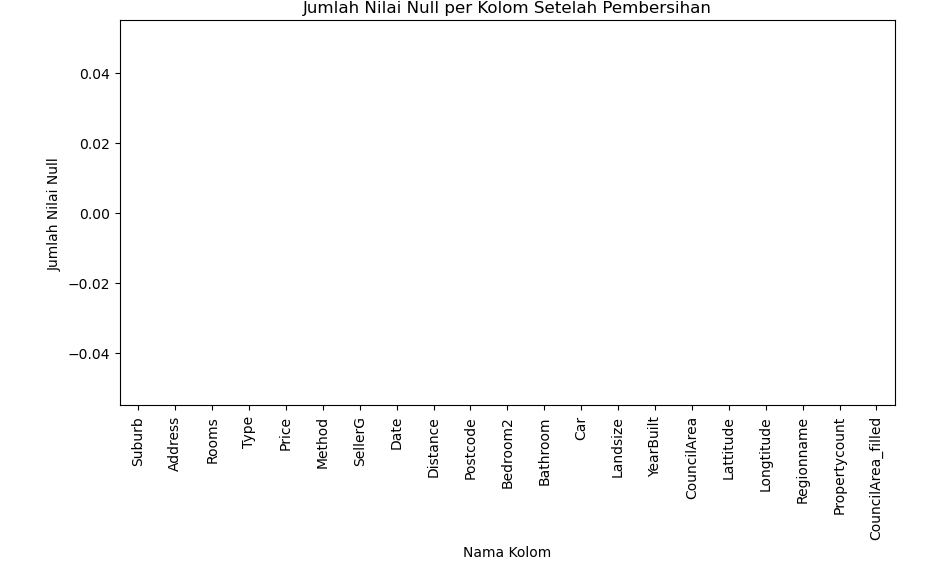 Jumlah Nilai Null per Kolom Setelah Pembersihan
Jumlah Nilai Null
0.04
0.02
0.00
−0.02
−0.04
Suburb
Address
Rooms
Type
Price
Method
SellerG
Date
Distance
Postcode
Bedroom2
Bathroom
Car
Landsize
YearBuilt
CouncilArea
Lattitude
Longtitude
Regionname
Propertycount
CouncilArea_filled
Nama Kolom